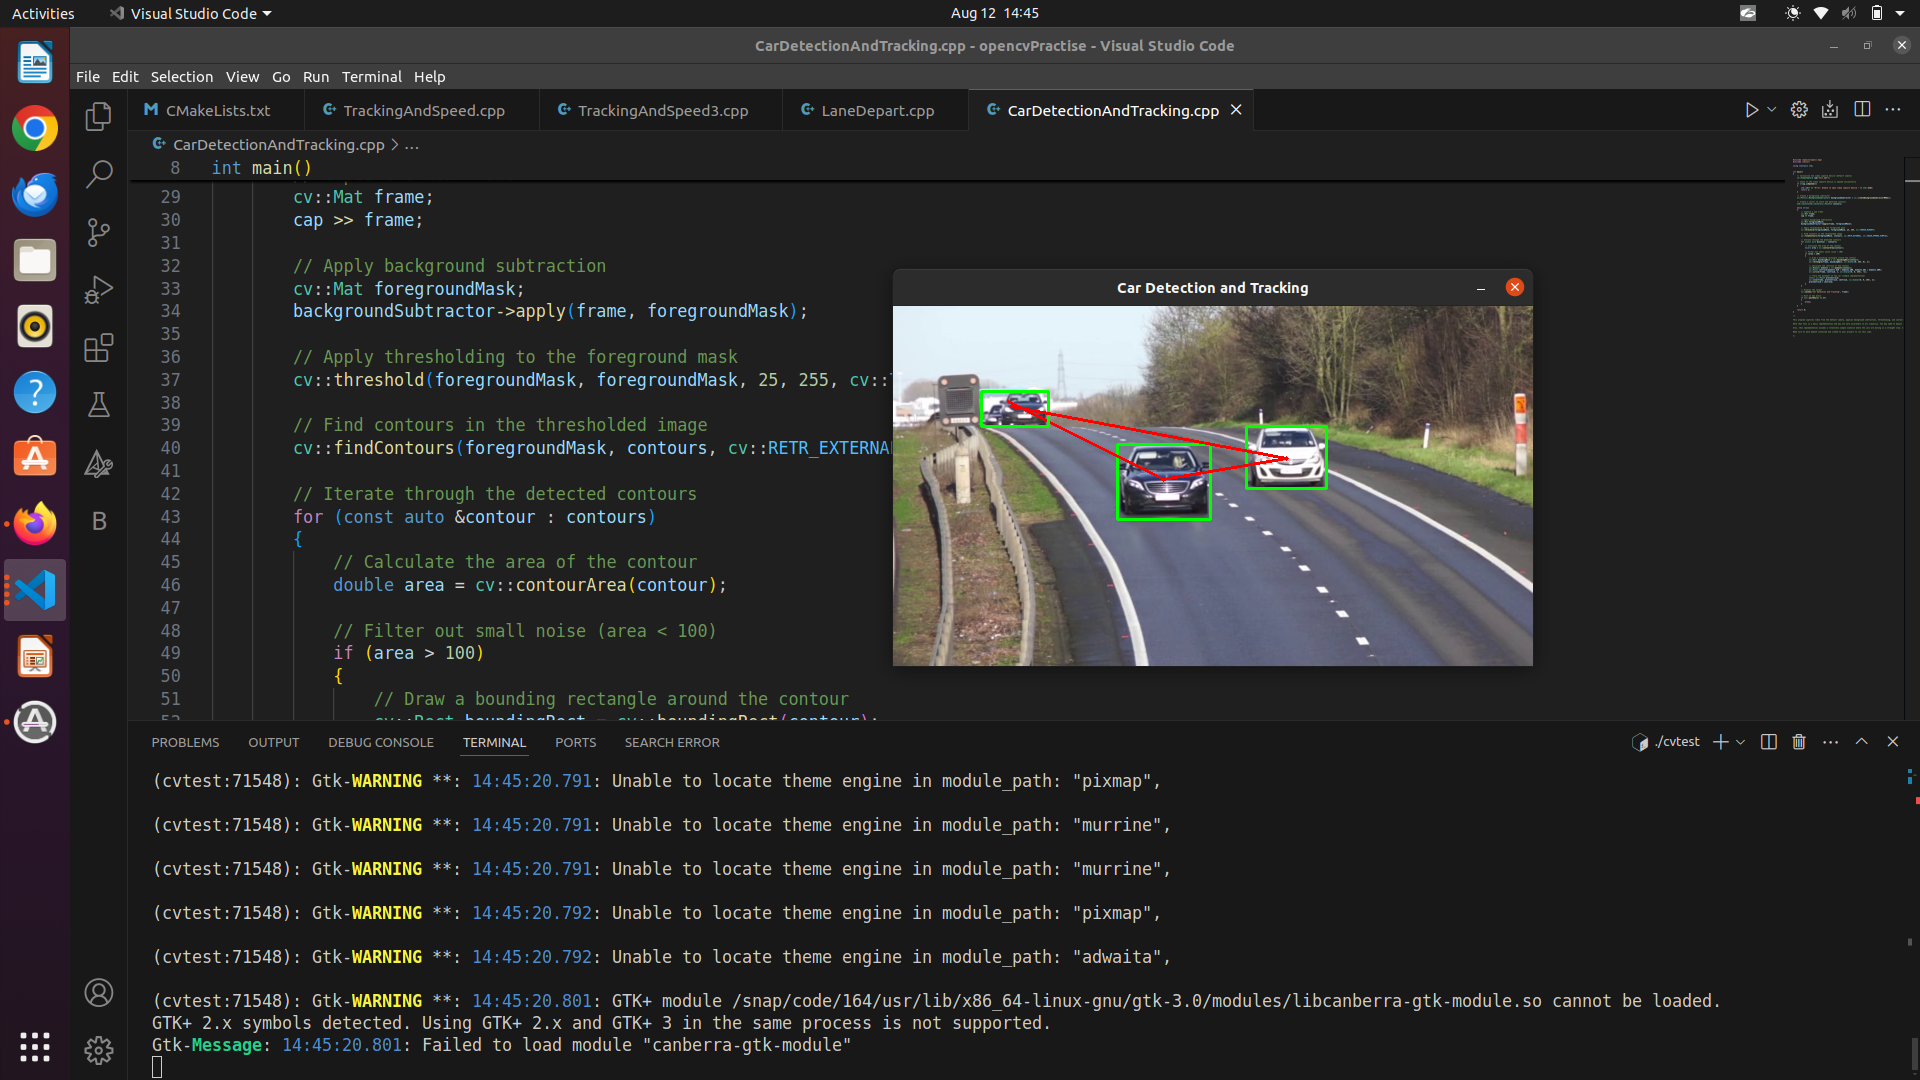 Activities
Visual Studio Code
Aug 12 14:45
CarDetectionAndTracking.cpp - opencvPractise - Visual Studio Code
File Edit Selection View Go Run Terminal Help
CMakeLists.txt
TrackingAndSpeed.cpp
TrackingAndSpeed3.cpp
LaneDepart.cpp
CarDetectionAndTracking.cpp
CarDetectionAndTracking.cpp > ...
8 int main()
29 cv::Mat frame;
30 cap >> frame;
31
32 // Apply background subtraction
33 cv::Mat foregroundMask;
34 backgroundSubtractor->apply(frame, foregroundMask);
35
36 // Apply thresholding to the foreground mask
37 cv::threshold(foregroundMask, foregroundMask, 25, 255, cv::
38
39 // Find contours in the thresholded image
40 cv::findContours(foregroundMask, contours, cv::RETR_EXTERNA
41
42 // Iterate through the detected contours
43 for (const auto &contour : contours)
44 {
45 // Calculate the area of the contour
46 double area = cv::contourArea(contour);
47
48 // Filter out small noise (area < 100)
49 if (area > 100)
50 {
51 // Draw a bounding rectangle around the contour
52 cv::Rect boundingRect = cv::boundingRect(contour);
Car Detection and Tracking
PROBLEMS OUTPUT DEBUG CONSOLE TERMINAL PORTS SEARCH ERROR
./cvtest
(cvtest:71548): Gtk-WARNING **: 14:45:20.791: Unable to locate theme engine in module_path: "pixmap",
(cvtest:71548): Gtk-WARNING **: 14:45:20.791: Unable to locate theme engine in module_path: "murrine",
(cvtest:71548): Gtk-WARNING **: 14:45:20.791: Unable to locate theme engine in module_path: "murrine",
(cvtest:71548): Gtk-WARNING **: 14:45:20.792: Unable to locate theme engine in module_path: "pixmap",
(cvtest:71548): Gtk-WARNING **: 14:45:20.792: Unable to locate theme engine in module_path: "adwaita",
(cvtest:71548): Gtk-WARNING **: 14:45:20.801: GTK+ module /snap/code/164/usr/lib/x86_64-linux-gnu/gtk-3.0/modules/libcanberra-gtk-module.so cannot be loaded.
GTK+ 2.x symbols detected. Using GTK+ 2.x and GTK+ 3 in the same process is not supported.
Gtk-Message: 14:45:20.801: Failed to load module "canberra-gtk-module"